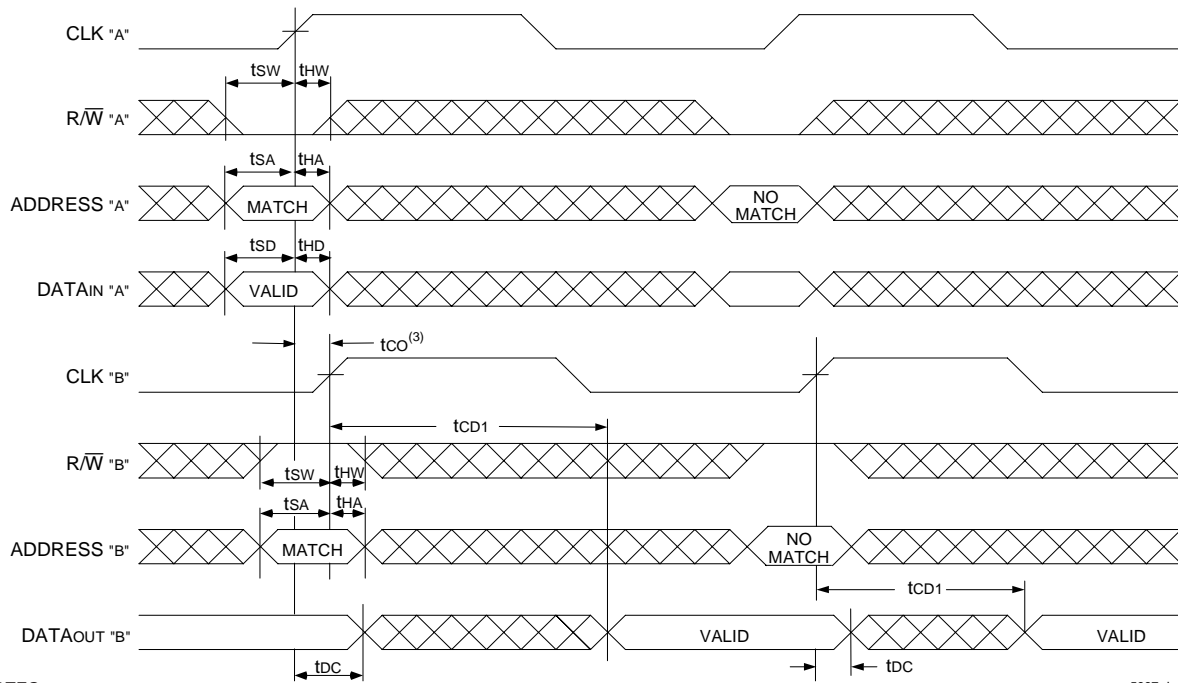 CLK "A"
tSW tHW
R/W̅ "A"
tSA tHA
ADDRESS "A" MATCH NO MATCH
tSD tHD
DATAIN "A" VALID
tCO(3)
CLK "B"
tCD1
R/W̅ "B"
tSW tHW
tSA tHA
ADDRESS "B" MATCH NO MATCH
tCD1
DATAOUT "B" VALID VALID
tDC tDC